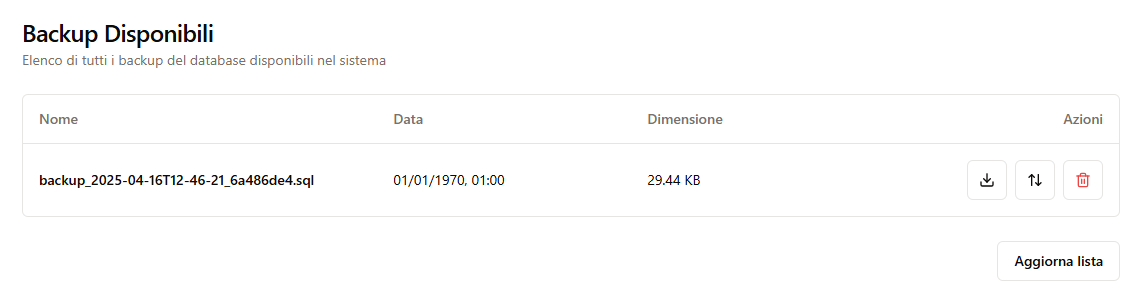 Backup Disponibili
Elenco di tutti i backup del database disponibili nel sistema
Nome Data Dimensione Azioni
backup_2025-04-16T12-46-21_6a486de4.sql 01/01/1970, 01:00 29.44 KB
Aggiorna lista